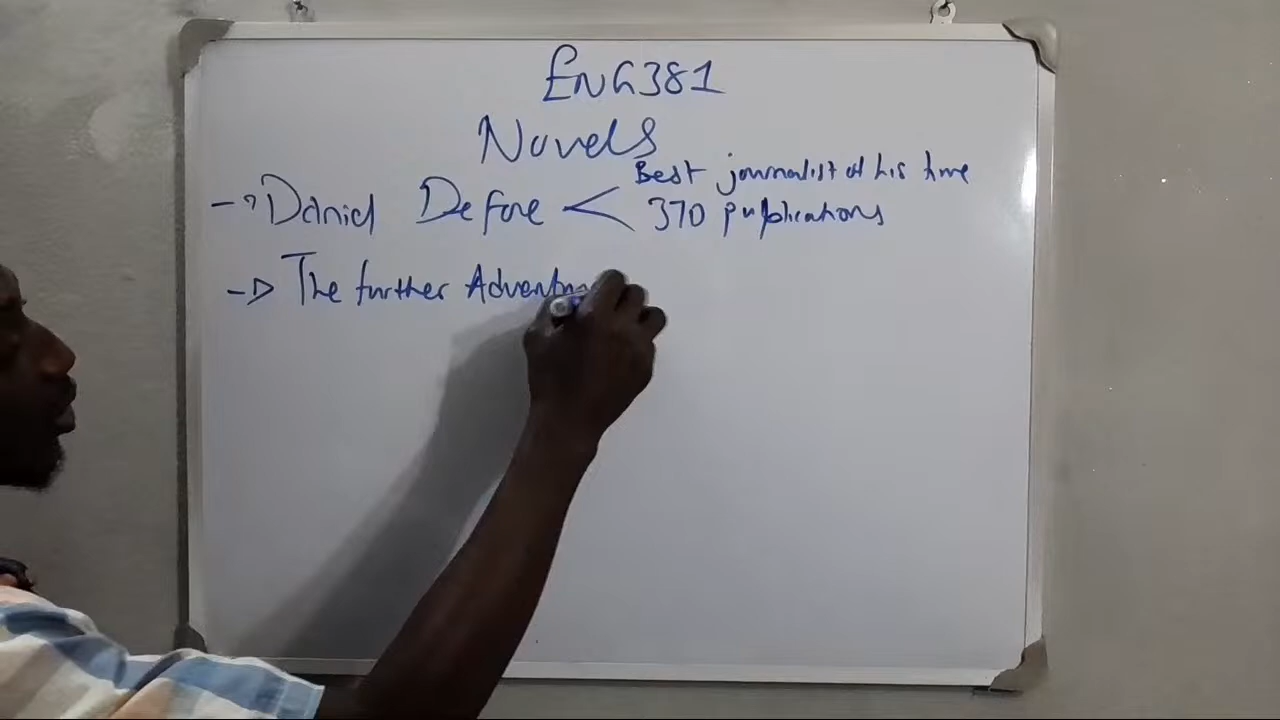 ENG381
Novels
Best journalist of his time
→ Daniel Defoe <
370 publications
→ The further Adventu